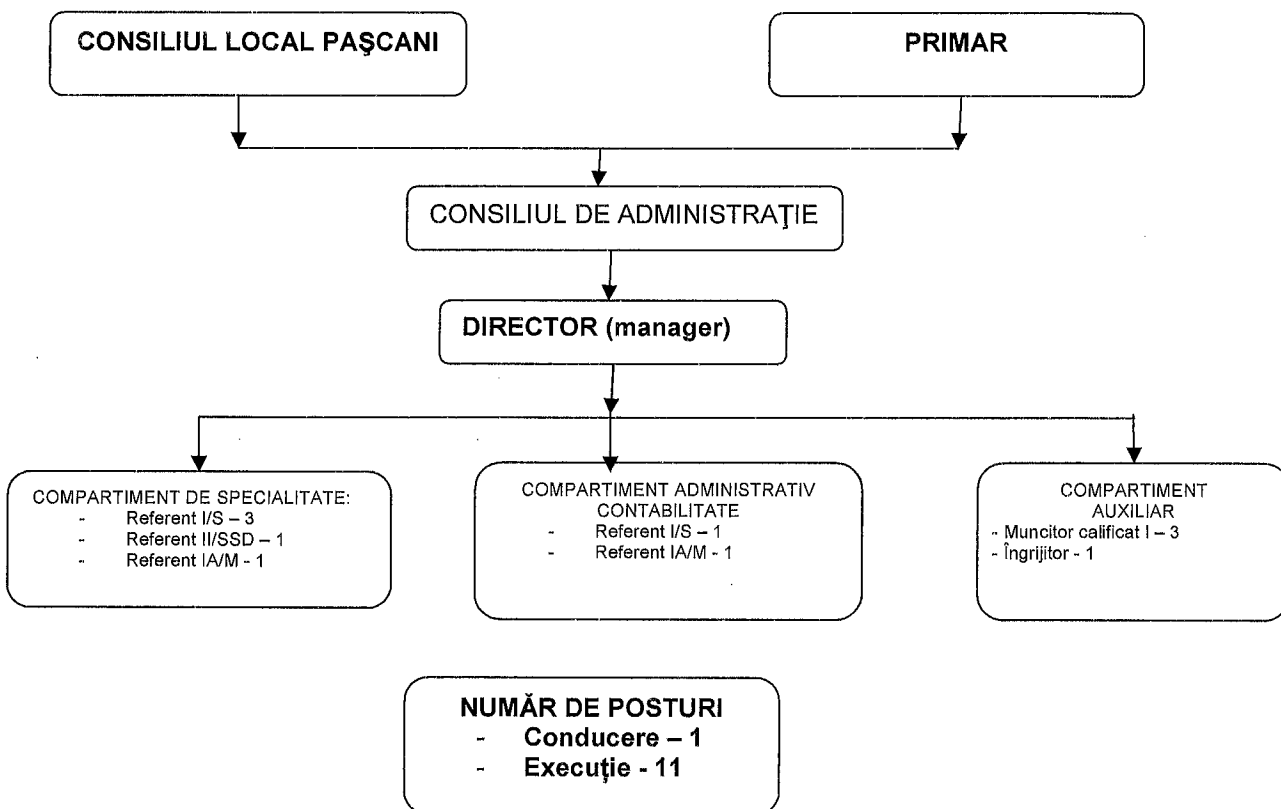 CONSILIUL LOCAL PAŞCANI
PRIMAR
CONSILIUL DE ADMINISTRAŢIE
DIRECTOR (manager)
COMPARTIMENT DE SPECIALITATE:
- Referent I/S – 3
- Referent II/SSD – 1
- Referent IA/M - 1
COMPARTIMENT ADMINISTRATIV
CONTABILITATE
- Referent I/S – 1
- Referent IA/M - 1
COMPARTIMENT
AUXILIAR
- Muncitor calificat I – 3
- Îngrijitor - 1
NUMĂR DE POSTURI
- Conducere – 1
- Execuţie - 11